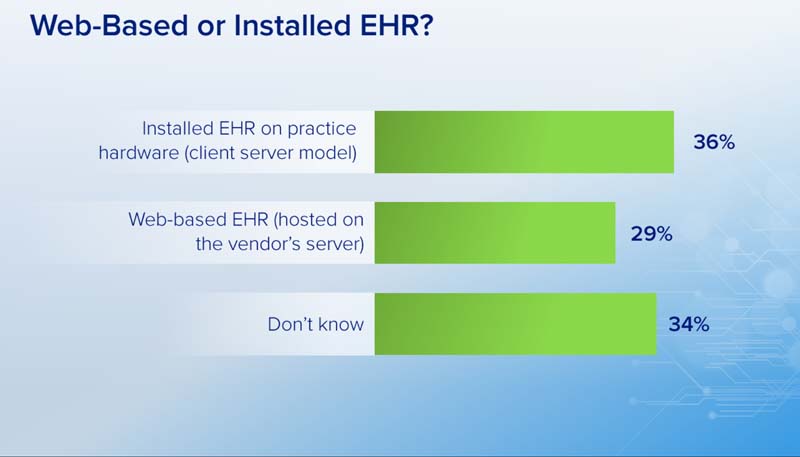 Web-Based or Installed EHR?
Installed EHR on practice
hardware (client server model)
36%
Web-based EHR (hosted on
the vendor’s server)
29%
Don’t know
34%